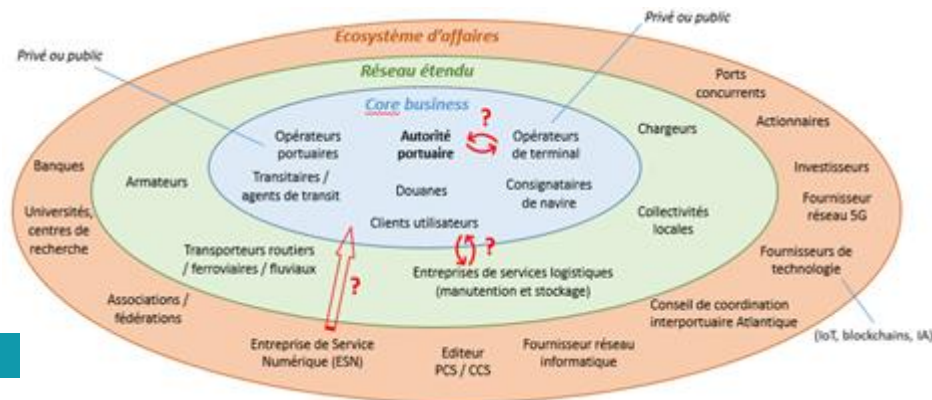 Privé ou public
Ecosystème d'affaires
Privé ou public
Réseau étendu
Ports
concurrents
Core business
?
Opérateurs
portuaires
Autorité
portuaire
Opérateurs
de terminal
Chargeurs
Actionnaires
Banques
Armateurs
Transitaires /
agents de transit
Douanes
Consignataires
de navire
Investisseurs
Universités,
centres de
recherche
Clients utilisateurs
Collectivités
locales
Fournisseur
réseau 5G
Transporteurs routiers
/ ferroviaires / fluviaux
?
?
Entreprises de services logistiques
(manutention et stockage)
Fournisseurs de
technologie
Associations /
fédérations
Conseil de coordination
interportuaire Atlantique
(IoT, blockchains, IA)
Entreprise de Service
Numérique (ESN)
Editeur
PCS / CCS
Fournisseur réseau
informatique